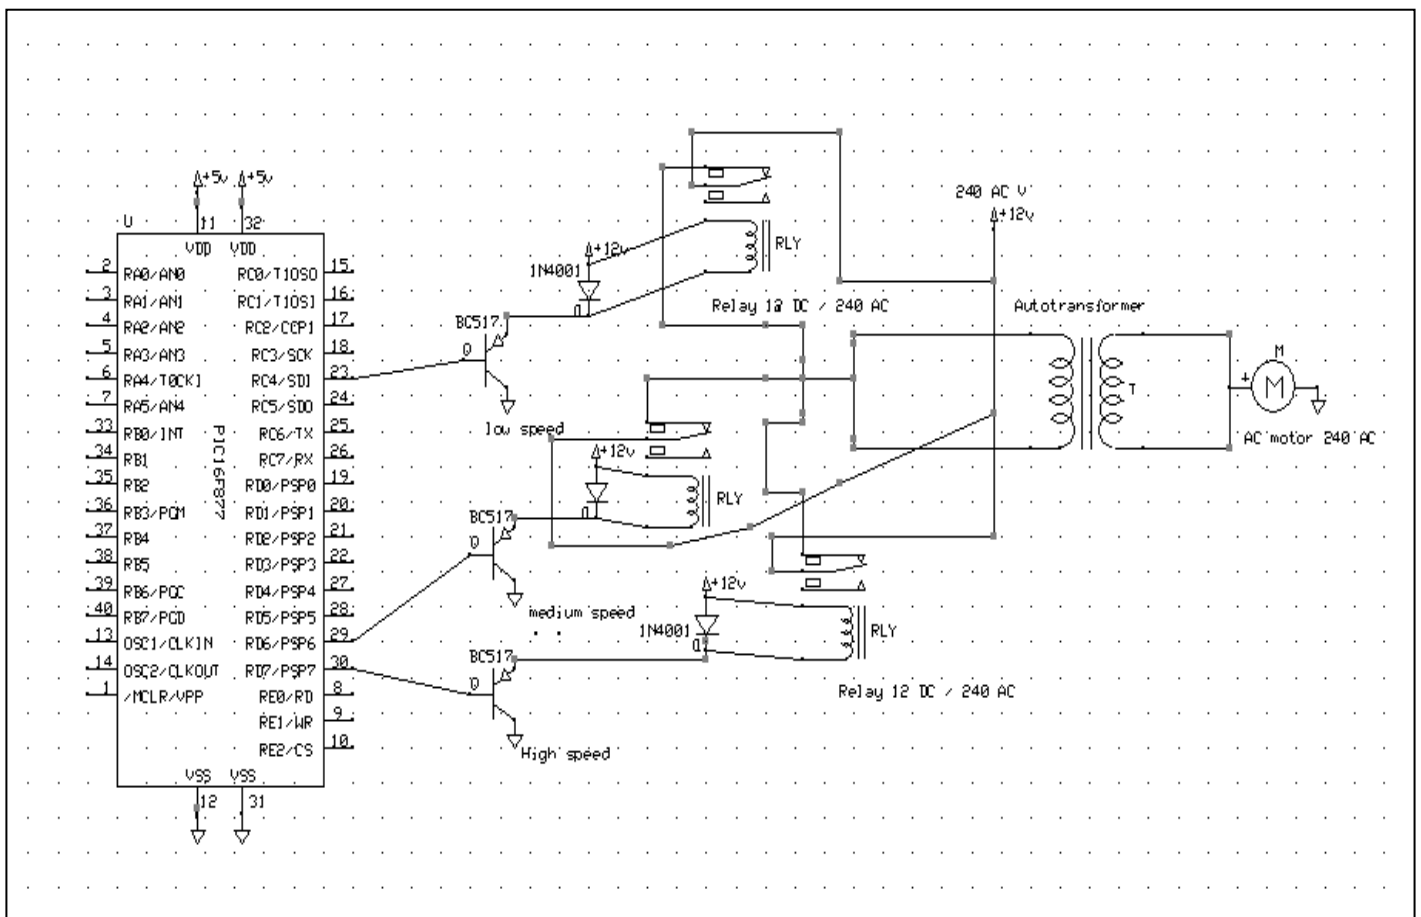 +5v +5v
U 11 32
VDD VDD
2 RA0/AN0 RC0/T1OSO 15
3 RA1/AN1 RC1/T1OSI 16
4 RA2/AN2 RC2/CCP1 17
5 RA3/AN3 RC3/SCK 18
6 RA4/T0CKI RC4/SDI 23
7 RA5/AN4 RC5/SDO 24
33 RB0/INT RC6/TX 25
34 RB1 RC7/RX 26
35 RB2 RD0/PSP0 19
36 RB3/PGM RD1/PSP1 20
37 RB4 RD2/PSP2 21
38 RB5 RD3/PSP3 22
39 RB6/PGC RD4/PSP4 27
40 RB7/PGD RD5/PSP5 28
13 OSC1/CLKIN RD6/PSP6 29
14 OSC2/CLKOUT RD7/PSP7 30
1 /MCLR/VPP RE0/RD 8
RE1/WR 9
RE2/CS 10
PIC16F877
VSS VSS
12 31
+12v
1N4001
D
BC517
Q
low speed
RLY
Relay 12 DC / 240 AC
240 AC V
+12v
Autotransformer
T
M
+ M
AC motor 240 AC
+12v
D
BC517
Q
RLY
medium speed
+12v
1N4001
D
BC517
Q
RLY
High speed
Relay 12 DC / 240 AC